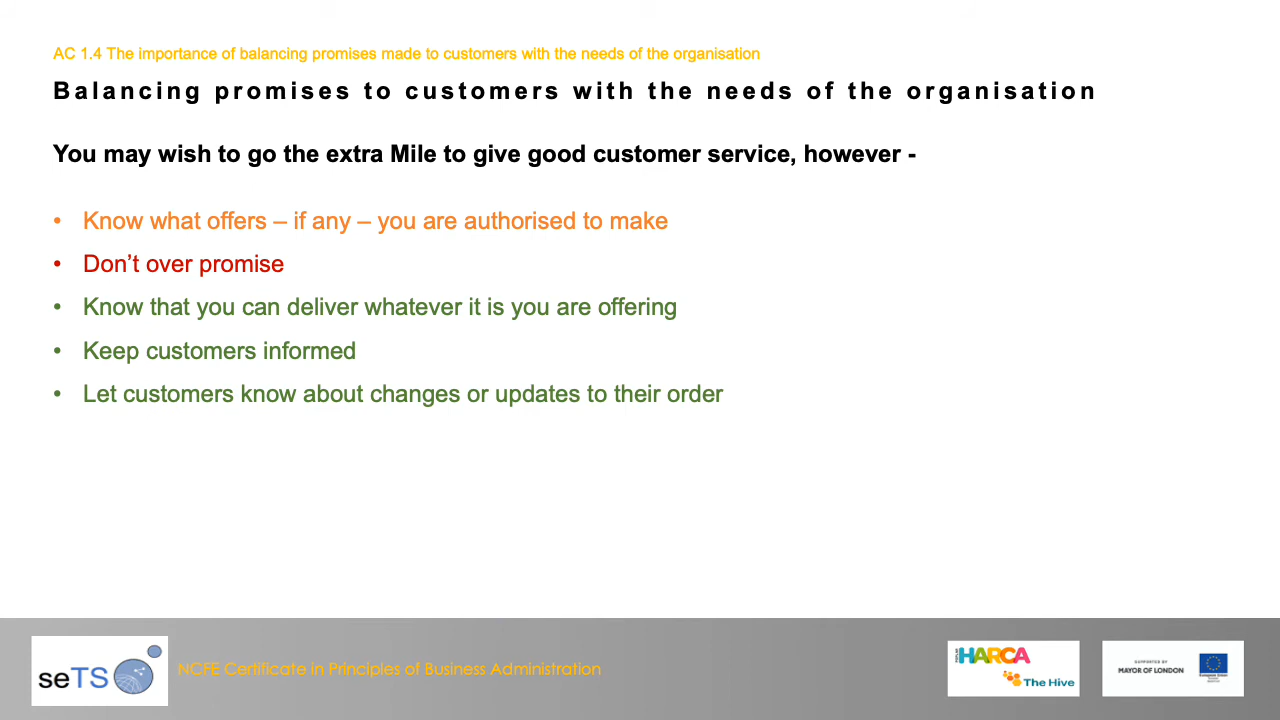 AC 1.4 The importance of balancing promises made to customers with the needs of the organisation
Balancing promises to customers with the needs of the organisation
You may wish to go the extra Mile to give good customer service, however -
• Know what offers – if any – you are authorised to make
• Don’t over promise
• Know that you can deliver whatever it is you are offering
• Keep customers informed
• Let customers know about changes or updates to their order
seTS
NCFE Certificate in Principles of Business Administration
HARCA
The Hive
SUPPORTED BY
MAYOR OF LONDON
European Union